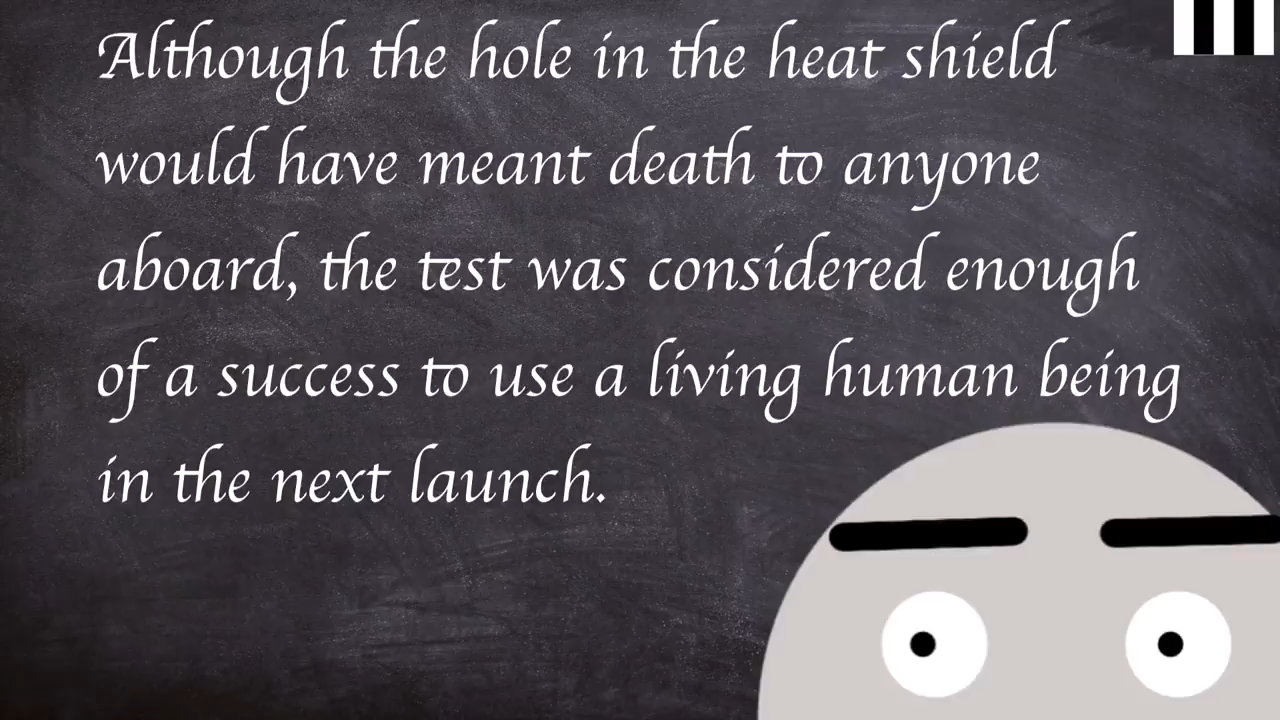 Although the hole in the heat shield
would have meant death to anyone
aboard, the test was considered enough
of a success to use a living human being
in the next launch.